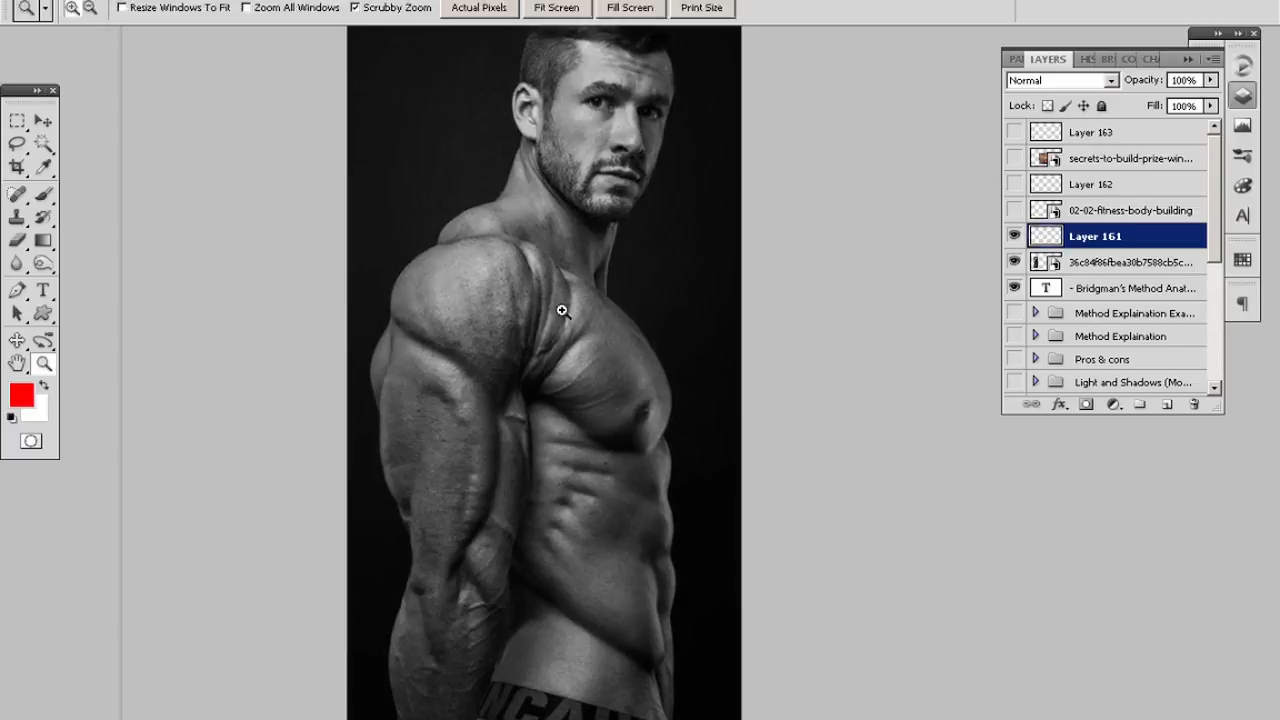 Resize Windows To Fit Zoom All Windows Scrubby Zoom Actual Pixels Fit Screen Fill Screen Print Size
LAYERS
Normal Opacity: 100%
Lock: Fill: 100%
Layer 163
secrets-to-build-prize-win...
Layer 162
02-02-fitness-body-building
Layer 161
T - Bridgman's Method Anat...
Method Explaination Exa...
Method Explaination
Pros & cons
Light and Shadows (Mo...